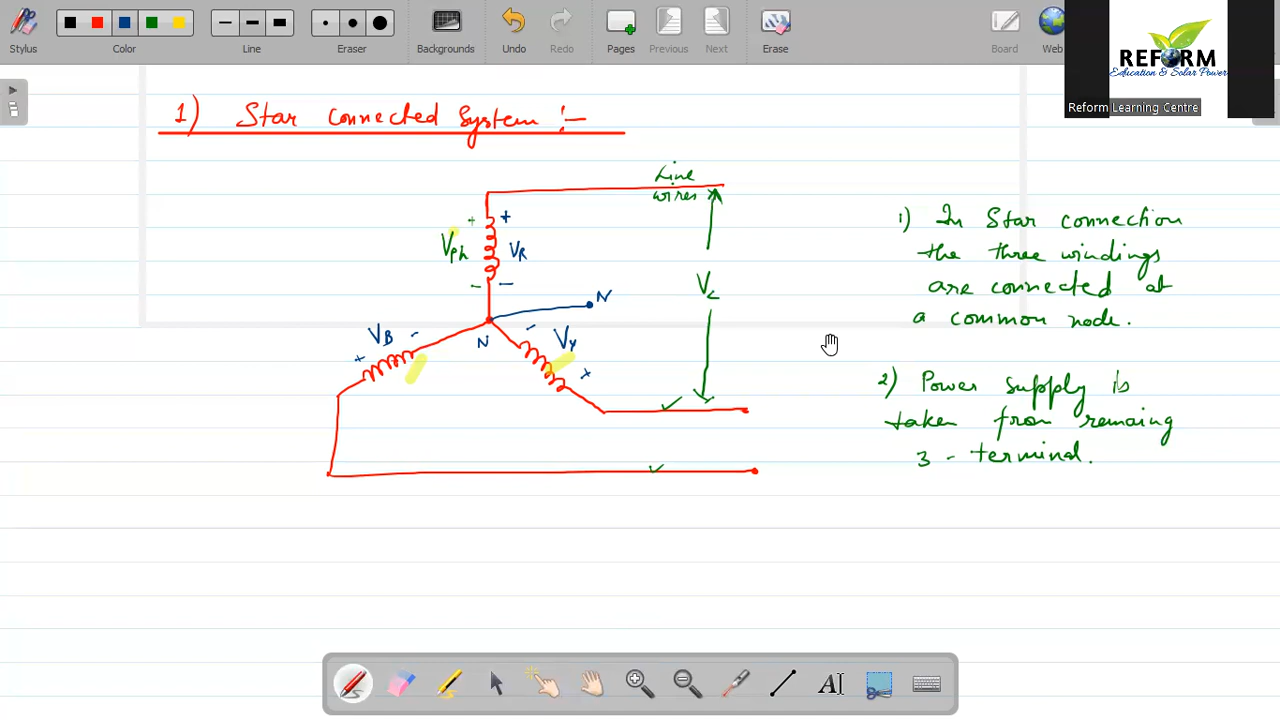 Stylus
Color
Line
Eraser
Backgrounds
Undo
Redo
Pages
Previous
Next
Erase
Board
Web
REFORM
Education & Solar Power
Reform Learning Centre
1) Star connected System :-
Line
wires
+ +
Vph VR
- -
VL
N
VB - N - VY
+ +
1) In Star connection
the three windings
are connected at
a common node.
2) Power supply is
taken from remaing
3 - terminal.
AI